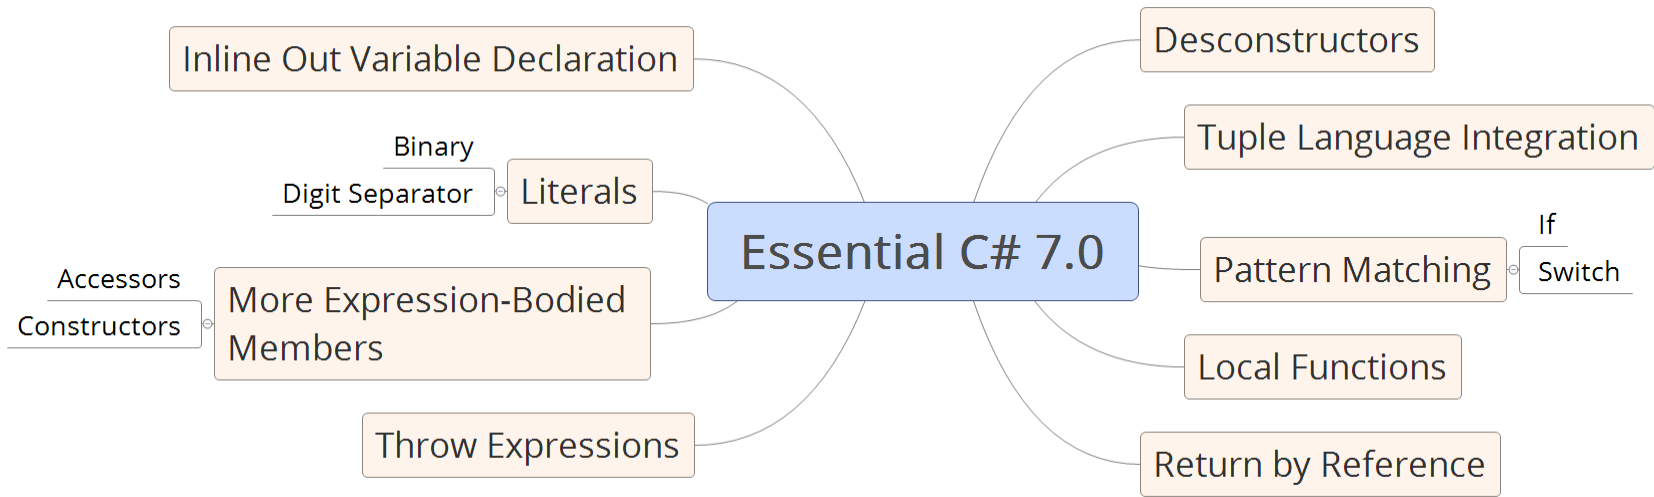 Inline Out Variable Declaration
Binary
Digit Separator
Literals
Accessors
Constructors
More Expression-Bodied
Members
Throw Expressions
Essential C# 7.0
Desconstructors
Tuple Language Integration
Pattern Matching
If
Switch
Local Functions
Return by Reference